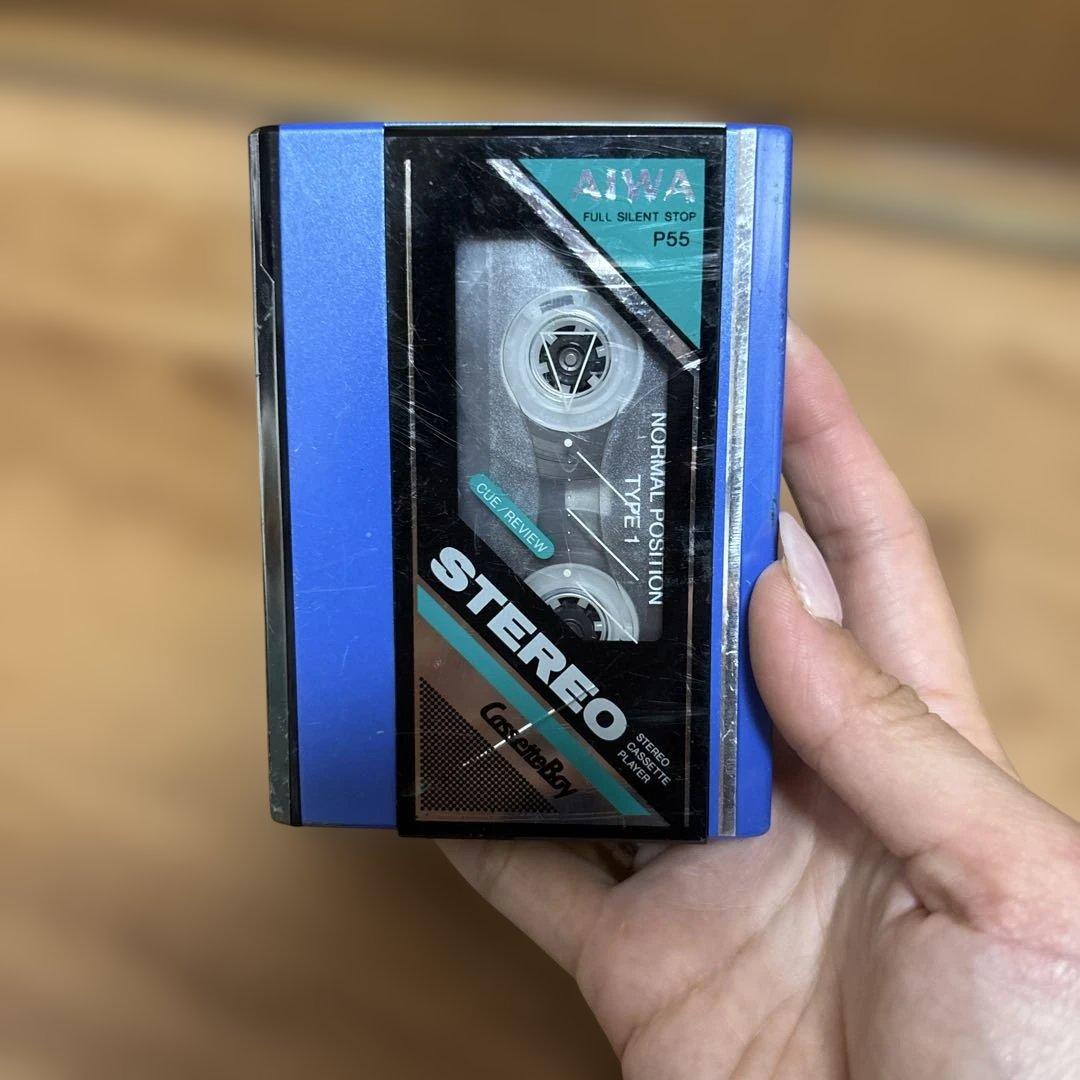 AIWA
FULL SILENT STOP
P55
NORMAL POSITION
TYPE 1
CUE/REVIEW
STEREO
STEREO
CASSETTE
PLAYER
CassetteBoy